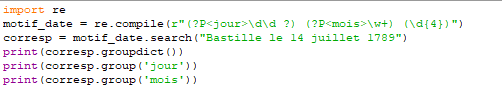 import re
motif_date = re.compile(r"(?P<jour>\d\d ?) (?P<mois>\w+) (\d{4})")
corresp = motif_date.search("Bastille le 14 juillet 1789")
print(corresp.groupdict())
print(corresp.group('jour'))
print(corresp.group('mois'))